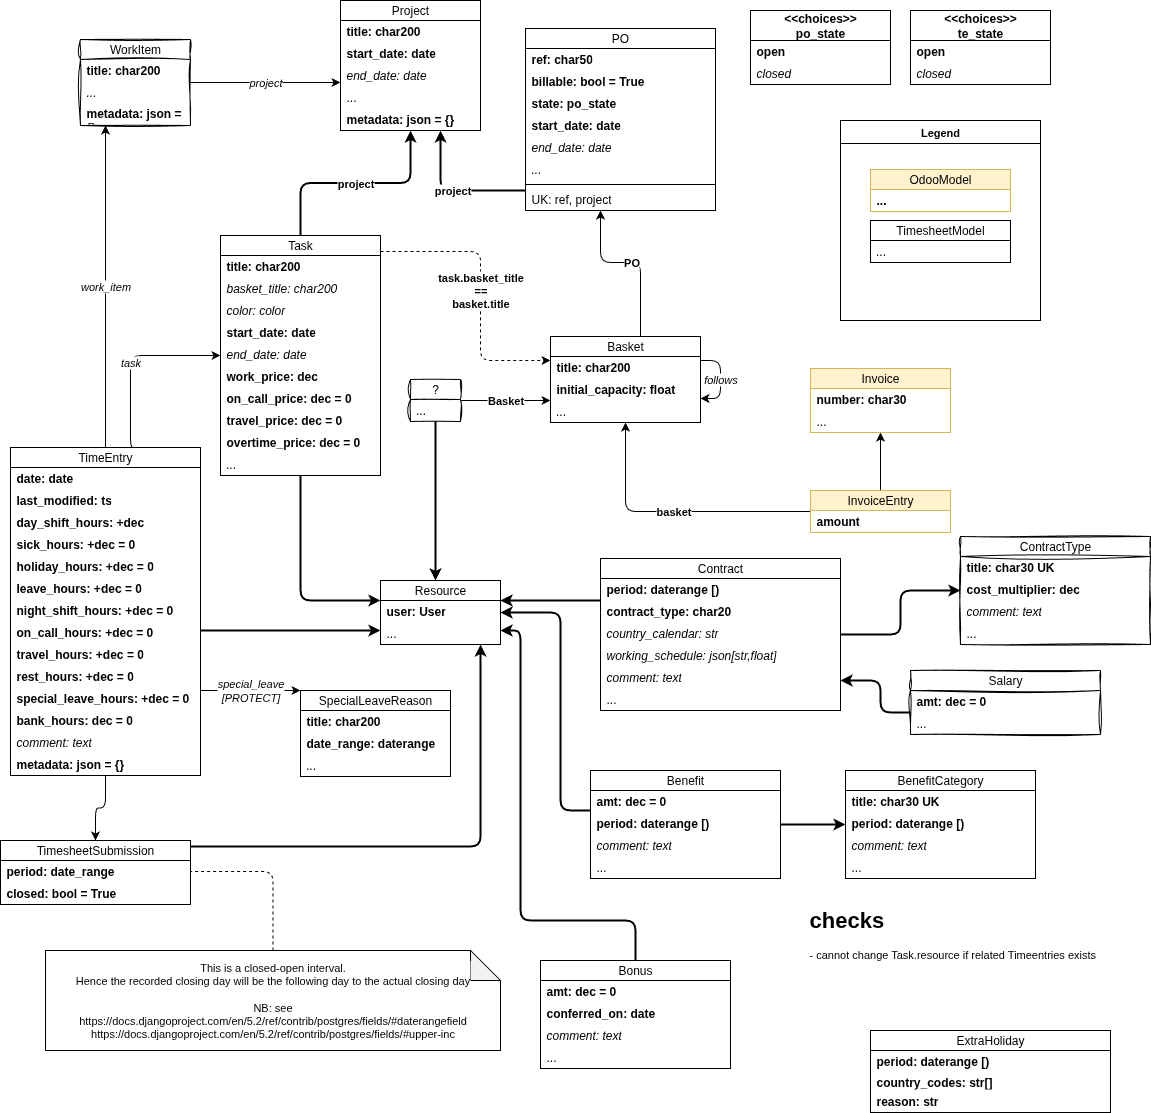 Project
title: char200
start_date: date
end_date: date
...
metadata: json = {}
WorkItem
title: char200
...
metadata: json =
project
PO
ref: char50
billable: bool = True
state: po_state
start_date: date
end_date: date
...
UK: ref, project
<<choices>>
po_state
open
closed
<<choices>>
te_state
open
closed
Legend
OdooModel
...
TimesheetModel
...
project
project
Task
title: char200
basket_title: char200
color: color
start_date: date
end_date: date
work_price: dec
on_call_price: dec = 0
travel_price: dec = 0
overtime_price: dec = 0
...
task.basket_title
==
basket.title
PO
work_item
task
Basket
title: char200
initial_capacity: float
...
follows
?
...
Basket
Invoice
number: char30
...
InvoiceEntry
amount
basket
TimeEntry
date: date
last_modified: ts
day_shift_hours: +dec
sick_hours: +dec = 0
holiday_hours: +dec = 0
leave_hours: +dec = 0
night_shift_hours: +dec = 0
on_call_hours: +dec = 0
travel_hours: +dec = 0
rest_hours: +dec = 0
special_leave_hours: +dec = 0
bank_hours: dec = 0
comment: text
metadata: json = {}
Resource
user: User
...
Contract
period: daterange [)
contract_type: char20
country_calendar: str
working_schedule: json[str,float]
comment: text
...
ContractType
title: char30 UK
cost_multiplier: dec
comment: text
...
Salary
amt: dec = 0
...
special_leave
[PROTECT]
SpecialLeaveReason
title: char200
date_range: daterange
...
Benefit
amt: dec = 0
period: daterange [)
comment: text
...
BenefitCategory
title: char30 UK
period: daterange [)
comment: text
...
TimesheetSubmission
period: date_range
closed: bool = True
This is a closed-open interval.
Hence the recorded closing day will be the following day to the actual closing day
NB: see
https://docs.djangoproject.com/en/5.2/ref/contrib/postgres/fields/#daterangefield
https://docs.djangoproject.com/en/5.2/ref/contrib/postgres/fields/#upper-inc
checks
- cannot change Task.resource if related Timeentries exists
Bonus
amt: dec = 0
conferred_on: date
comment: text
...
ExtraHoliday
period: daterange [)
country_codes: str[]
reason: str